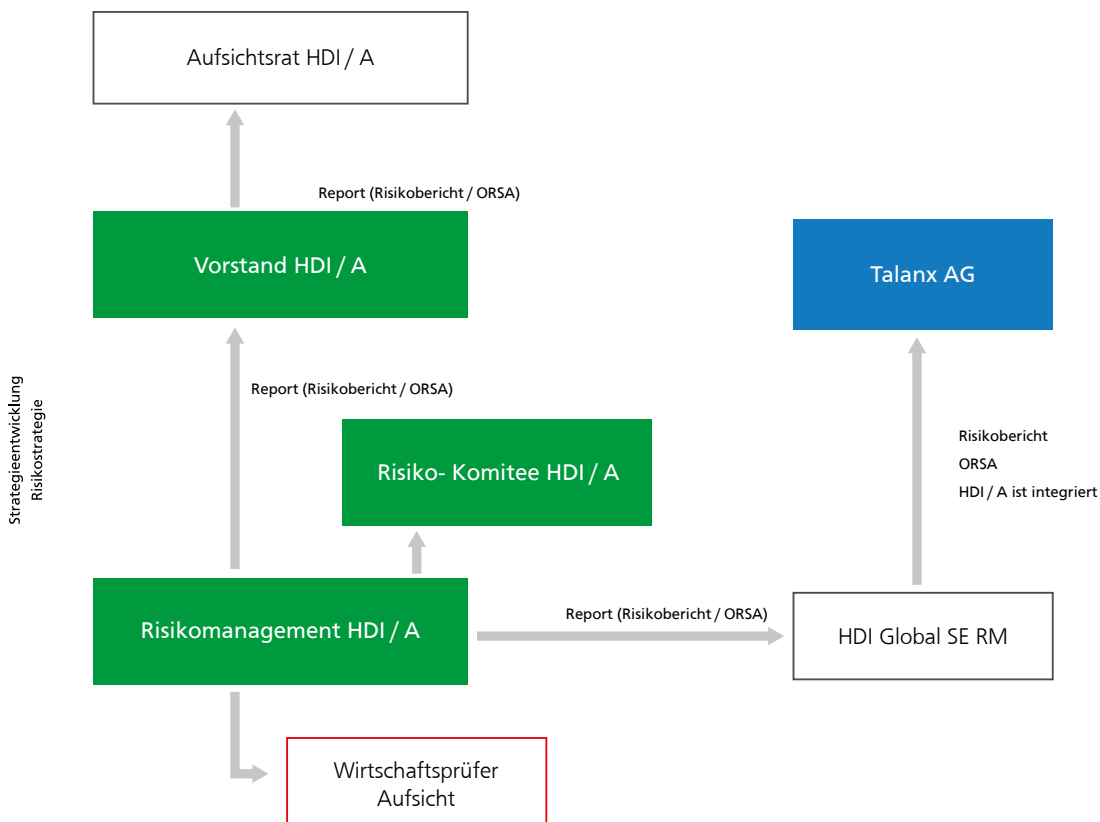 Aufsichtsrat HDI / A
Report (Risikobericht / ORSA)
Vorstand HDI / A
Talanx AG
Report (Risikobericht / ORSA)
Strategieentwicklung
Risikostrategie
Risiko- Komitee HDI / A
Risikobericht
ORSA
HDI / A ist integriert
Risikomanagement HDI / A
Report (Risikobericht / ORSA)
HDI Global SE RM
Wirtschaftsprüfer
Aufsicht